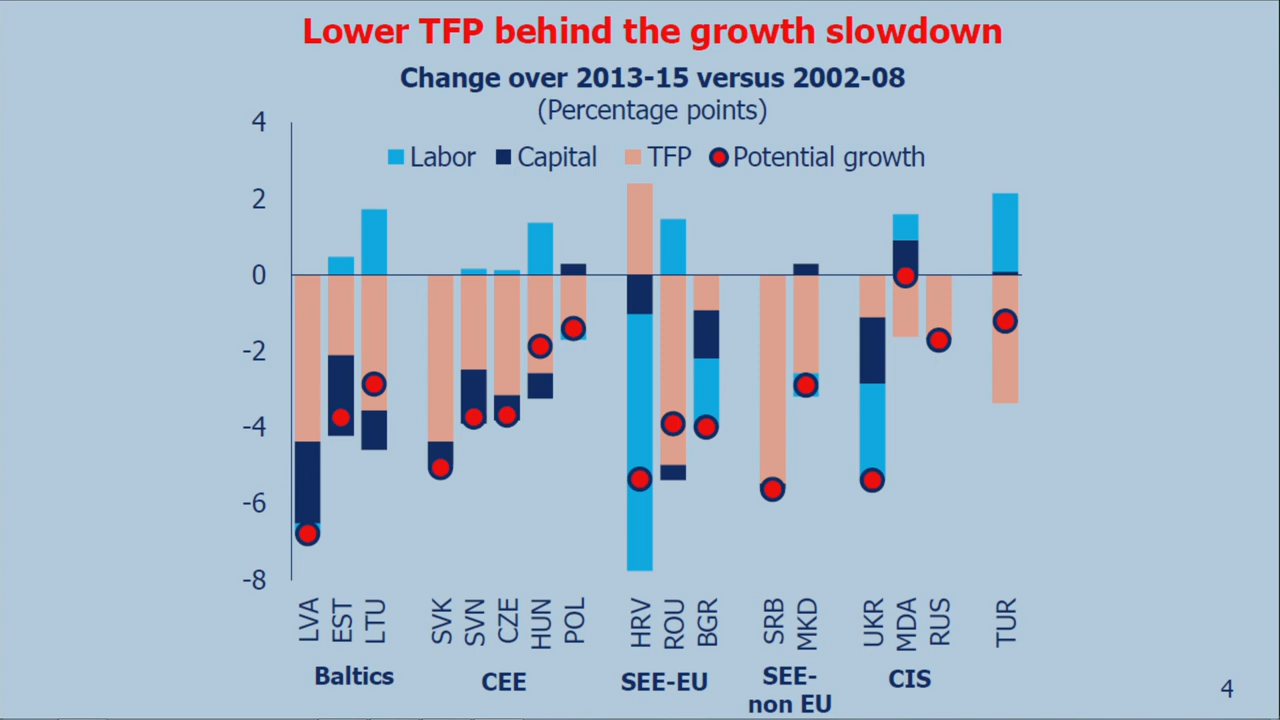 Lower TFP behind the growth slowdown
Change over 2013-15 versus 2002-08
(Percentage points)
4
Labor Capital TFP Potential growth
2
0
-2
-4
-6
-8
LVA EST LTU SVK SVN CZE HUN POL HRV ROU BGR SRB MKD UKR MDA RUS TUR
Baltics CEE SEE-EU SEE-
non EU CIS
4